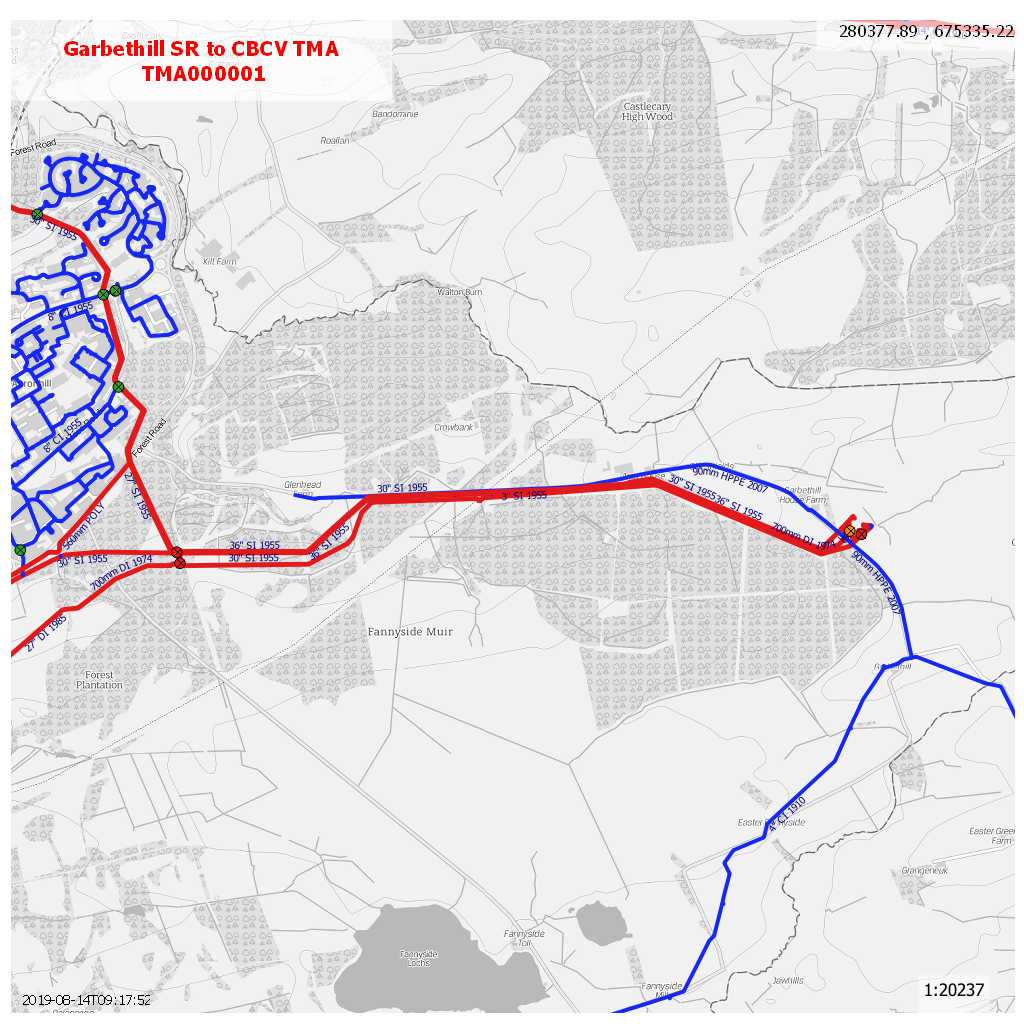 Garbethill SR to CBCV TMA
TMA000001
280377.89 , 675335.22
Castlecary
High Wood
Bandominie
Roallan
Forest Road
30" SI 1955
Kilt Farm
Walton Burn
8" CI 1955
Forest Road
8" CI 1955
Crowbank
Glenhead
Farm
30" SI 1955
3" SI 1955
90mm HPPE 2007
30" SI 1955
36" SI 1955
Garbethill
House Farm
700mm DI 1974
90mm HPPE 2007
27" SI 1955
560mm POLY
36" SI 1955
36" SI 1955
30" SI 1955
30" SI 1955
700mm DI 1974
27" DI 1985
Fannyside Muir
Forest
Plantation
4" CI 1910
Easter Fannyside
Easter Green
Farm
Grangeneuk
Fannyside
Toll
Fannyside
Lochs
Fannyside
Mill
Jawhills
2019-08-14T09:17:52
1:20237